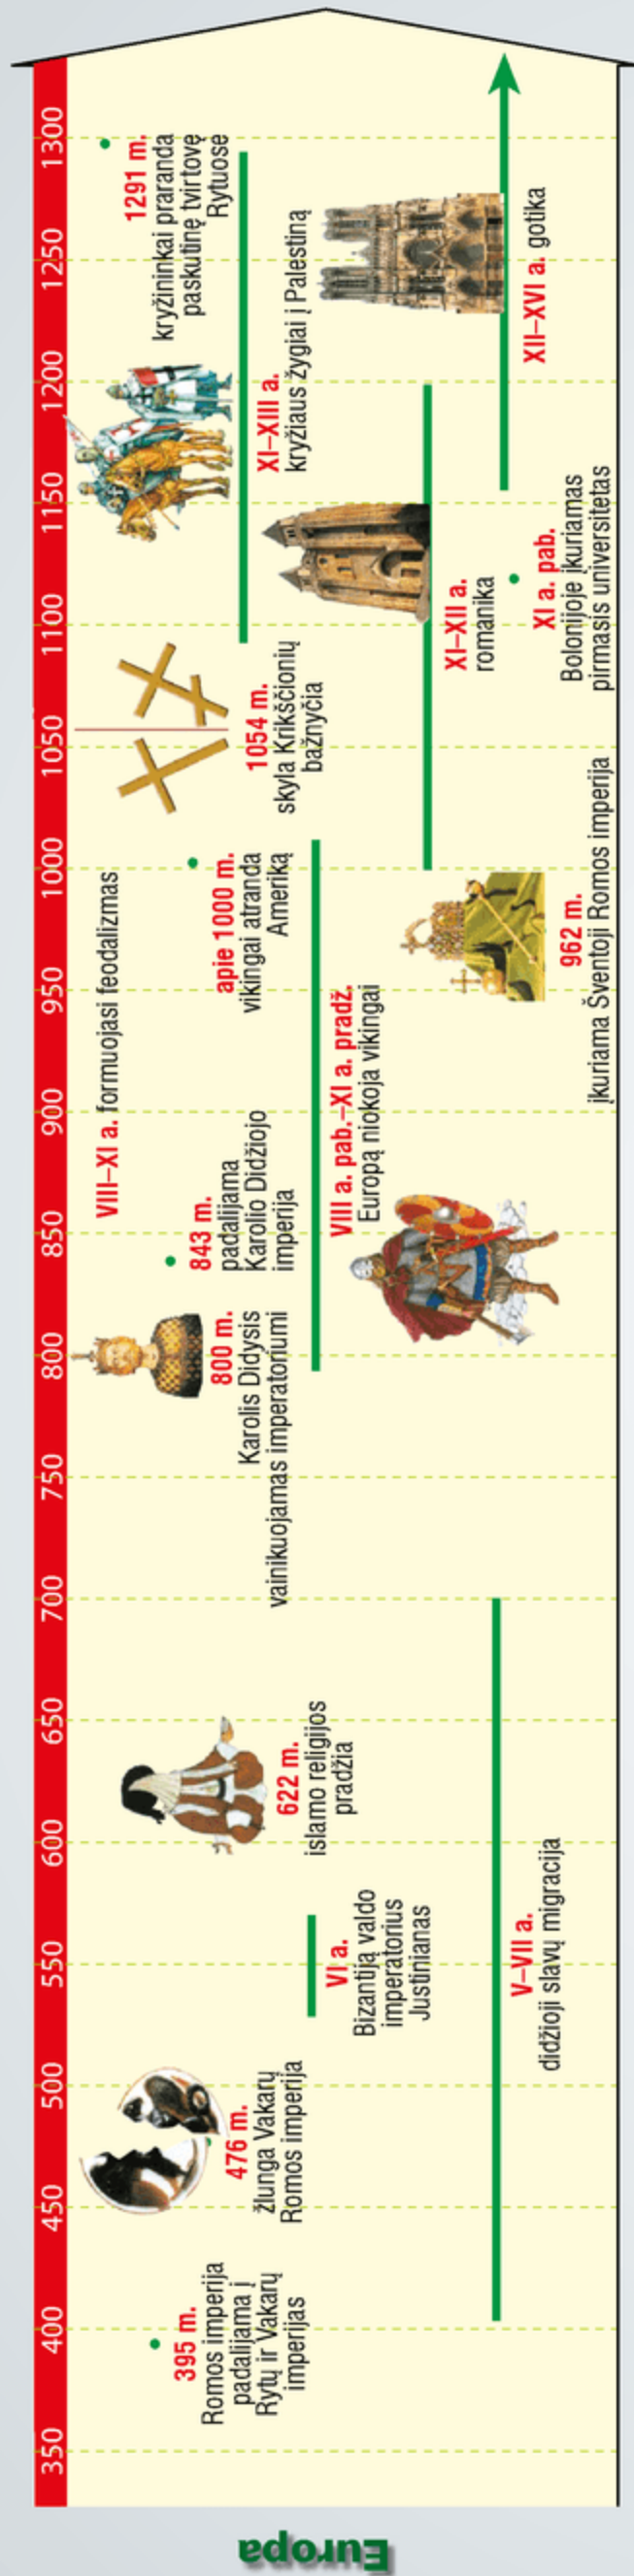 Europa
350 400 450 500 550 600 650 700 750 800 850 900 950 1000 1050 1100 1150 1200 1250 1300
395 m.
Romos imperija
padalijama į
Rytų ir Vakarų
imperijas
476 m.
žlunga Vakarų
Romos imperija
VI a.
Bizantiją valdo
imperatorius
Justinianas
V–VII a.
didžioji slavų migracija
622 m.
islamo religijos
pradžia
800 m.
Karolis Didysis
vainikuojamas imperatoriumi
843 m.
padalijama
Karolio Didžiojo
imperija
VIII–XI a. formuojasi feodalizmas
VIII a. pab.–XI a. pradž.
Europą niokoja vikingai
apie 1000 m.
vikingai atranda
Ameriką
962 m.
įkuriama Šventoji Romos imperija
1054 m.
skyla Krikščionių
bažnyčia
XI–XII a.
romanika
XI a. pab.
Bolonijoje įkuriamas
pirmasis universitetas
XI–XIII a.
kryžiaus žygiai į Palestiną
1291 m.
kryžininkai praranda
paskutinę tvirtovę
Rytuose
XII–XVI a. gotika